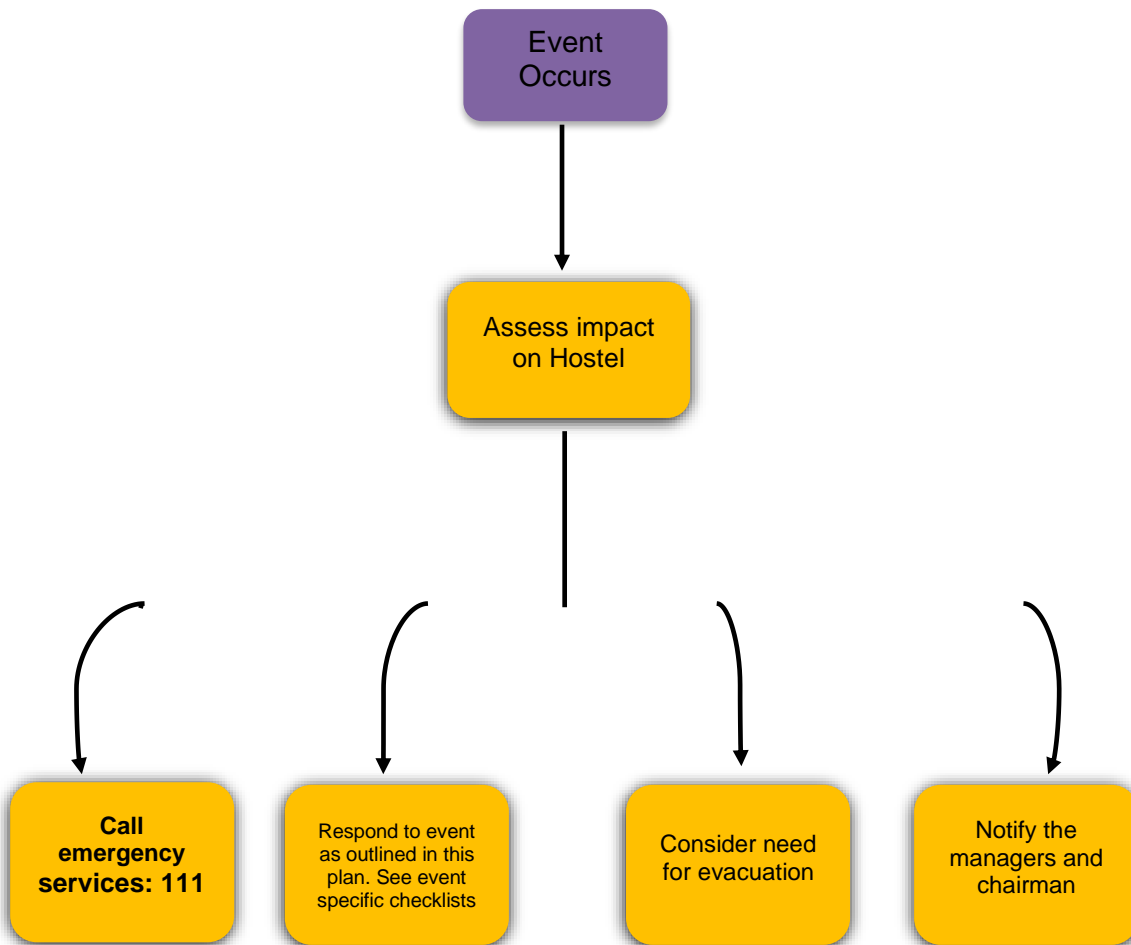 Event
Occurs
Assess impact
on Hostel
Call
emergency
services: 111
Respond to event
as outlined in this
plan. See event
specific checklists
Consider need
for evacuation
Notify the
managers and
chairman